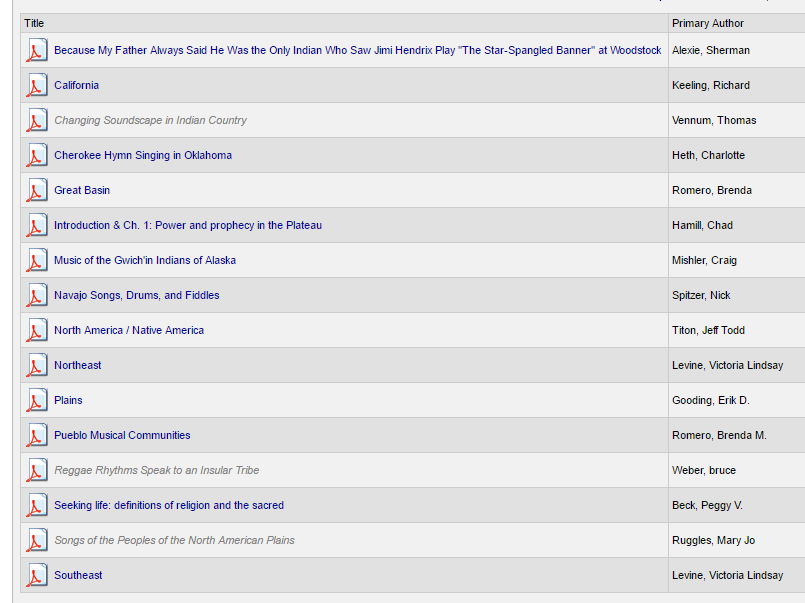 Title Primary Author
Because My Father Always Said He Was the Only Indian Who Saw Jimi Hendrix Play "The Star-Spangled Banner" at Woodstock Alexie, Sherman
California Keeling, Richard
Changing Soundscape in Indian Country Vennum, Thomas
Cherokee Hymn Singing in Oklahoma Heth, Charlotte
Great Basin Romero, Brenda
Introduction & Ch. 1: Power and prophecy in the Plateau Hamill, Chad
Music of the Gwich'in Indians of Alaska Mishler, Craig
Navajo Songs, Drums, and Fiddles Spitzer, Nick
North America / Native America Titon, Jeff Todd
Northeast Levine, Victoria Lindsay
Plains Gooding, Erik D.
Pueblo Musical Communities Romero, Brenda M.
Reggae Rhythms Speak to an Insular Tribe Weber, bruce
Seeking life: definitions of religion and the sacred Beck, Peggy V.
Songs of the Peoples of the North American Plains Ruggles, Mary Jo
Southeast Levine, Victoria Lindsay